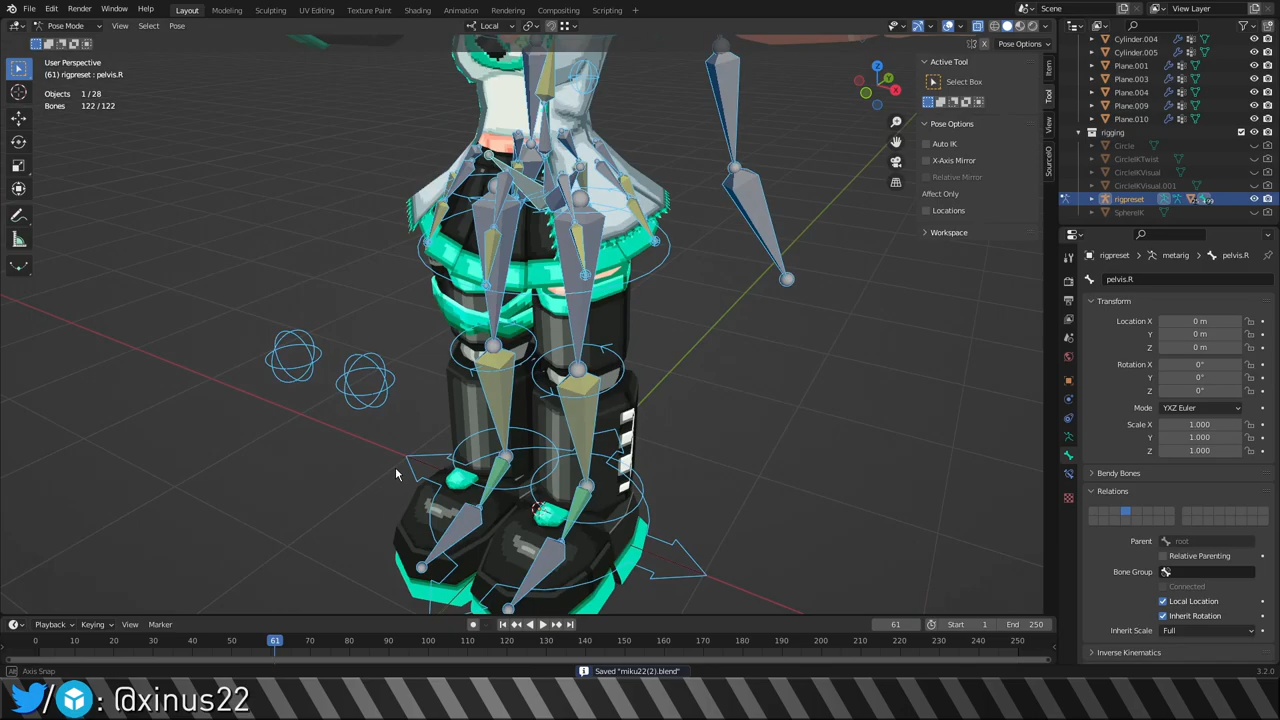 File Edit Render Window Help Layout Modeling Sculpting UV Editing Texture Paint Shading Animation Rendering Compositing Scripting Scene View Layer
Pose Mode View Select Pose Local
Pose Options
User Perspective
(61) rigpreset : pelvis.R
Objects 1 / 28
Bones 122 / 122
Active Tool
Select Box
Pose Options
Auto IK
X-Axis Mirror
Relative Mirror
Affect Only
Locations
Workspace
Item
Tool
View
SourceIO
Z
X
Y
Cylinder.004
Cylinder.005
Plane.001
Plane.003
Plane.004
Plane.009
Plane.010
rigging
Circle
CircleIKTwist
CircleIKVisual
CircleIKVisual.001
rigpreset
SphereIK
rigpreset metarig pelvis.R
pelvis.R
Transform
Location X 0 m
Y 0 m
Z 0 m
Rotation X 0°
Y 0°
Z 0°
Mode YXZ Euler
Scale X 1.000
Y 1.000
Z 1.000
Bendy Bones
Relations
Parent root
Relative Parenting
Bone Group
Connected
Local Location
Inherit Rotation
Inherit Scale Full
Inverse Kinematics
Playback Keying View Marker 61 Start 1 End 250
0 10 20 30 40 50 61 70 80 90 100 110 120 130 140 150 160 170 180 190 200 210 220 230 240 250
Axis Snap Saved "miku22(2).blend" 3.2.0
/ : @xinus22